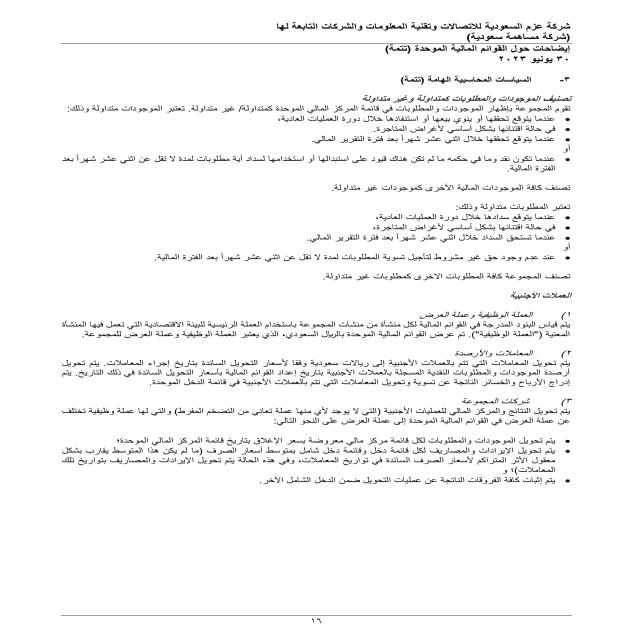 شركة عزم السعودية للاتصالات وتقنية المعلومات والشركات التابعة لها
(شركة مساهمة سعودية)
إيضاحات حول القوائم المالية الموحدة (تتمة)
٣٠ يونيو ٢٠٢٣
٣- السياسات المحاسبية الهامة (تتمة)
تصنيف الموجودات والمطلوبات كمتداولة وغير متداولة
تقوم المجموعة بإظهار الموجودات والمطلوبات في قائمة المركز المالي الموحدة كمتداولة/ غير متداولة. تعتبر الموجودات متداولة وذلك:
• عندما يتوقع تحققها أو ينوي بيعها أو استنفادها خلال دورة العمليات العادية،
• في حالة اقتنائها بشكل أساسي لأغراض المتاجرة.
• عندما يتوقع تحققها خلال اثني عشر شهراً بعد فترة التقرير المالي.
أو
• عندما تكون نقد وما في حكمه ما لم تكن هناك قيود على استبدالها أو استخدامها لسداد أية مطلوبات لمدة لا تقل عن اثني عشر شهراً بعد
الفترة المالية.
تصنف كافة الموجودات المالية الأخرى كموجودات غير متداولة.
تعتبر المطلوبات متداولة وذلك:
• عندما يتوقع سدادها خلال دورة العمليات العادية،
• في حالة اقتنائها بشكل أساسي لأغراض المتاجرة،
• عندما تستحق السداد خلال اثني عشر شهراً بعد فترة التقرير المالي.
أو
• عند عدم وجود حق غير مشروط لتأجيل تسوية المطلوبات لمدة لا تقل عن اثني عشر شهراً بعد الفترة المالية.
تصنف المجموعة كافة المطلوبات الاخرى كمطلوبات غير متداولة.
العملات الأجنبية
١) العملة الوظيفية وعملة العرض
يتم قياس البنود المدرجة في القوائم المالية لكل منشأة من منشآت المجموعة باستخدام العملة الرئيسية للبيئة الاقتصادية التي تعمل فيها المنشأة
المعنية ("العملة الوظيفية"). تم عرض القوائم المالية الموحدة بالريال السعودي، الذي يعتبر العملة الوظيفية وعملة العرض للمجموعة.
٢) المعاملات والأرصدة
يتم تحويل المعاملات التي تتم بالعملات الأجنبية إلى ريالات سعودية وفقا لأسعار التحويل السائدة بتاريخ إجراء المعاملات. يتم تحويل
أرصدة الموجودات والمطلوبات النقدية المسجلة بالعملات الأجنبية بتاريخ إعداد القوائم المالية بأسعار التحويل السائدة في ذلك التاريخ. يتم
إدراج الأرباح والخسائر الناتجة عن تسوية وتحويل المعاملات التي تتم بالعملات الأجنبية في قائمة الدخل الموحدة.
٣) شركات المجموعة
يتم تحويل النتائج والمركز المالي للعمليات الأجنبية (التي لا يوجد لأي منها عملة تعاني من التضخم المفرط) والتي لها عملة وظيفية تختلف
عن عملة العرض في القوائم المالية الموحدة إلى عملة العرض على النحو التالي:
• يتم تحويل الموجودات والمطلوبات لكل قائمة مركز مالي معروضة بسعر الإغلاق بتاريخ قائمة المركز المالي الموحدة؛
• يتم تحويل الإيرادات والمصاريف لكل قائمة دخل وقائمة دخل شامل بمتوسط أسعار الصرف (ما لم يكن هذا المتوسط يقارب بشكل
معقول الأثر المتراكم لأسعار الصرف السائدة في تواريخ المعاملات، وفي هذه الحالة يتم تحويل الإيرادات والمصاريف بتواريخ تلك
المعاملات)؛ و
• يتم إثبات كافة الفروقات الناتجة عن عمليات التحويل ضمن الدخل الشامل الآخر.
١٦